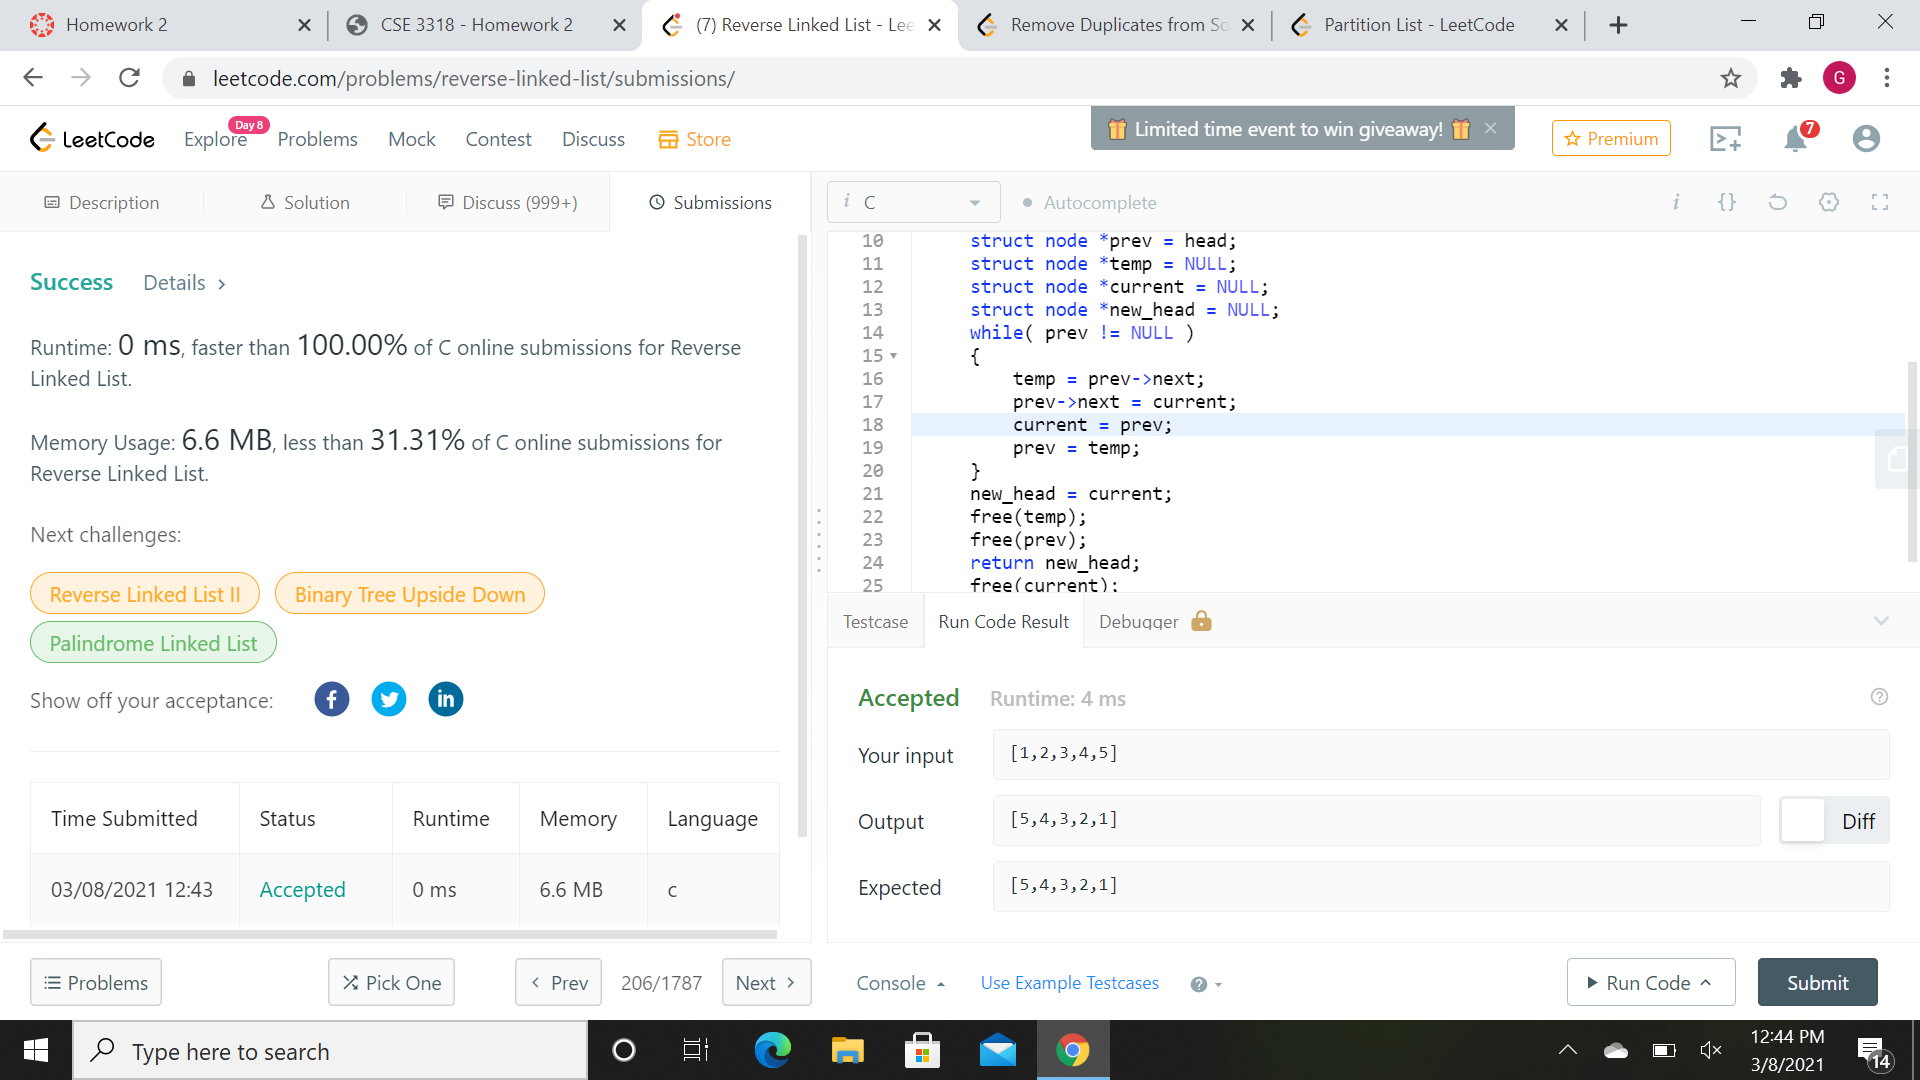 Homework 2
CSE 3318 - Homework 2
(7) Reverse Linked List - Lee
Remove Duplicates from So
Partition List - LeetCode
leetcode.com/problems/reverse-linked-list/submissions/
G
LeetCode
Explore
Day 8
Problems
Mock
Contest
Discuss
Store
Limited time event to win giveaway!
Premium
7
Description
Solution
Discuss (999+)
Submissions
i C
Autocomplete
i {}
Success
Details >
Runtime: 0 ms, faster than 100.00% of C online submissions for Reverse
Linked List.
Memory Usage: 6.6 MB, less than 31.31% of C online submissions for
Reverse Linked List.
Next challenges:
Reverse Linked List II
Binary Tree Upside Down
Palindrome Linked List
Show off your acceptance:
f
in
Time Submitted Status Runtime Memory Language
03/08/2021 12:43 Accepted 0 ms 6.6 MB c
10 struct node *prev = head;
11 struct node *temp = NULL;
12 struct node *current = NULL;
13 struct node *new_head = NULL;
14 while( prev != NULL )
15 {
16 temp = prev->next;
17 prev->next = current;
18 current = prev;
19 prev = temp;
20 }
21 new_head = current;
22 free(temp);
23 free(prev);
24 return new_head;
25 free(current);
Testcase
Run Code Result
Debugger
Accepted
Runtime: 4 ms
?
Your input
[1,2,3,4,5]
Output
[5,4,3,2,1]
Diff
Expected
[5,4,3,2,1]
Problems
Pick One
< Prev
206/1787
Next >
Console
Use Example Testcases
?
Run Code
Submit
Type here to search
12:44 PM
3/8/2021
14